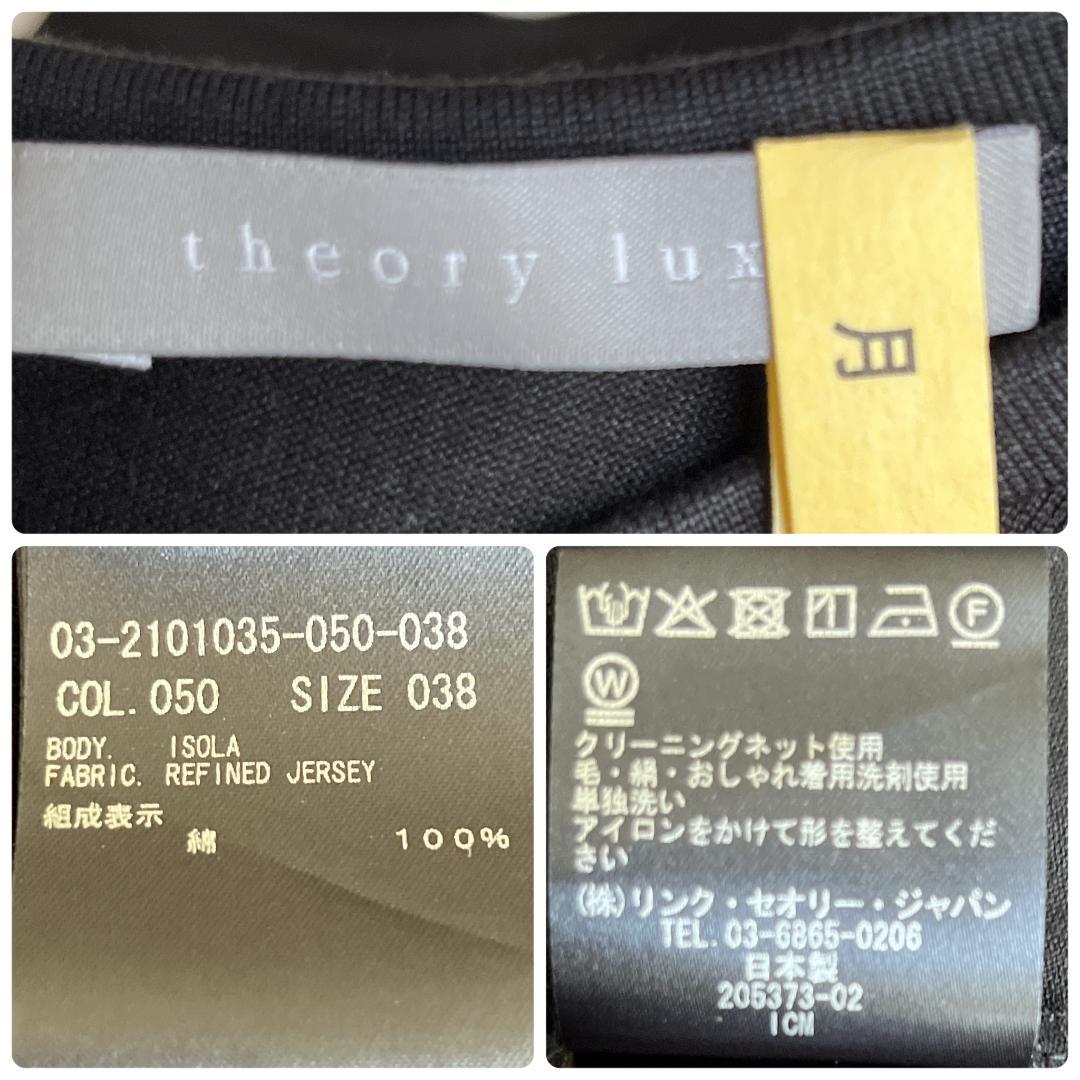 theory lux
月
03-2101035-050-038
COL. 050 SIZE 038
BODY. ISOLA
FABRIC. REFINED JERSEY
組成表示
綿 100%
F
W
クリーニングネット使用
毛・絹・おしゃれ着用洗剤使用
単独洗い
アイロンをかけて形を整えてくだ
さい
(株)リンク・セオリー・ジャパン
TEL. 03-6865-0206
日本製
205373-02
ICM